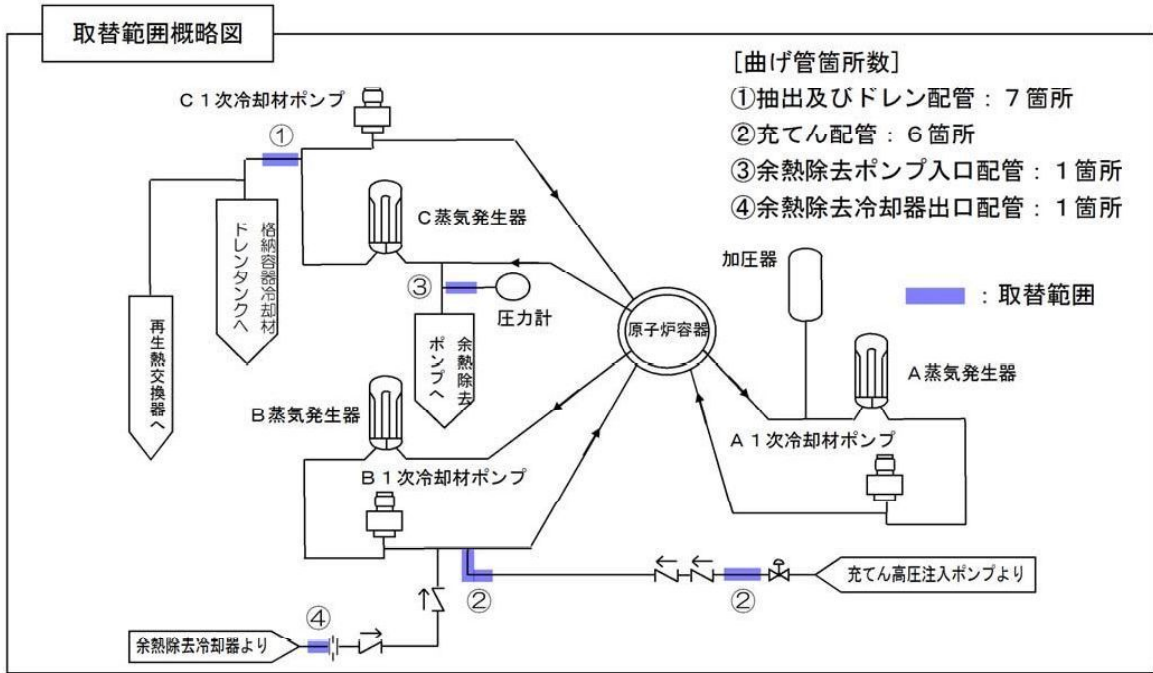 取替範囲概略図
[曲げ管箇所数]
①抽出及びドレン配管：７箇所
②充てん配管：６箇所
③余熱除去ポンプ入口配管：１箇所
④余熱除去冷却器出口配管：１箇所
：取替範囲
Ｃ１次冷却材ポンプ
①
Ｃ蒸気発生器
格納容器冷却材
ドレンタンクへ
③
圧力計
加圧器
再生熱交換器へ
余熱除去
ポンプへ
原子炉容器
Ａ蒸気発生器
Ｂ蒸気発生器
Ａ１次冷却材ポンプ
Ｂ１次冷却材ポンプ
②
②
充てん高圧注入ポンプより
④
余熱除去冷却器より